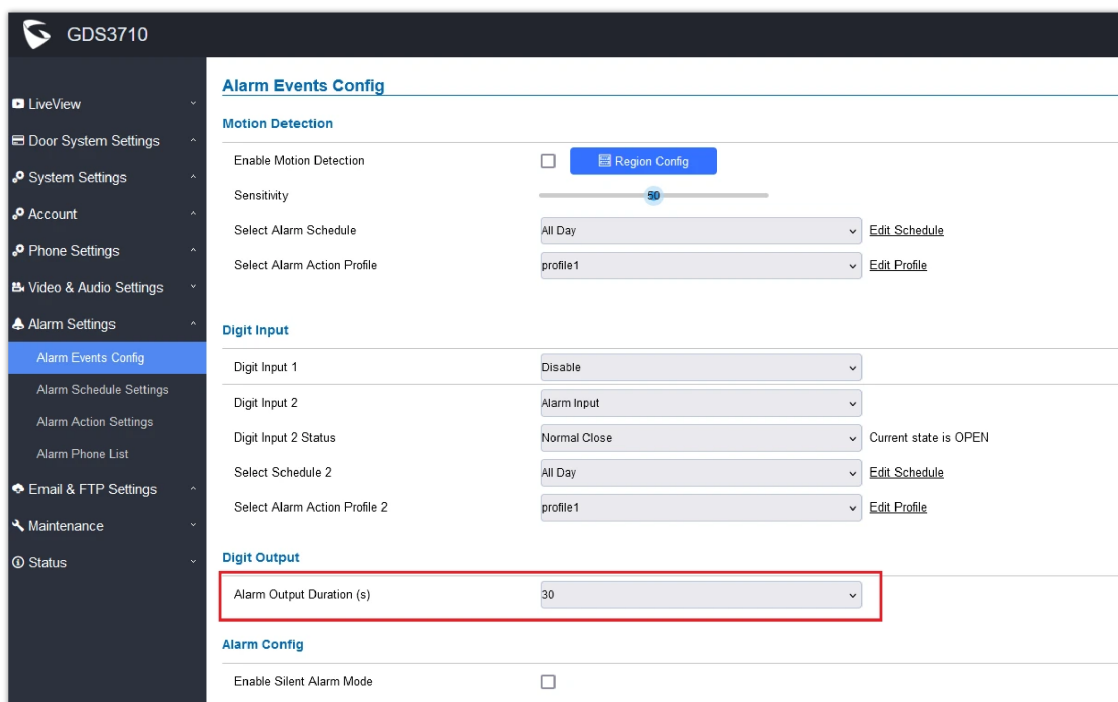 GDS3710
LiveView
Door System Settings
System Settings
Account
Phone Settings
Video & Audio Settings
Alarm Settings
Alarm Events Config
Alarm Schedule Settings
Alarm Action Settings
Alarm Phone List
Email & FTP Settings
Maintenance
Status
Alarm Events Config
Motion Detection
Enable Motion Detection Region Config
Sensitivity 50
Select Alarm Schedule All Day Edit Schedule
Select Alarm Action Profile profile1 Edit Profile
Digit Input
Digit Input 1 Disable
Digit Input 2 Alarm Input
Digit Input 2 Status Normal Close Current state is OPEN
Select Schedule 2 All Day Edit Schedule
Select Alarm Action Profile 2 profile1 Edit Profile
Digit Output
Alarm Output Duration (s) 30
Alarm Config
Enable Silent Alarm Mode